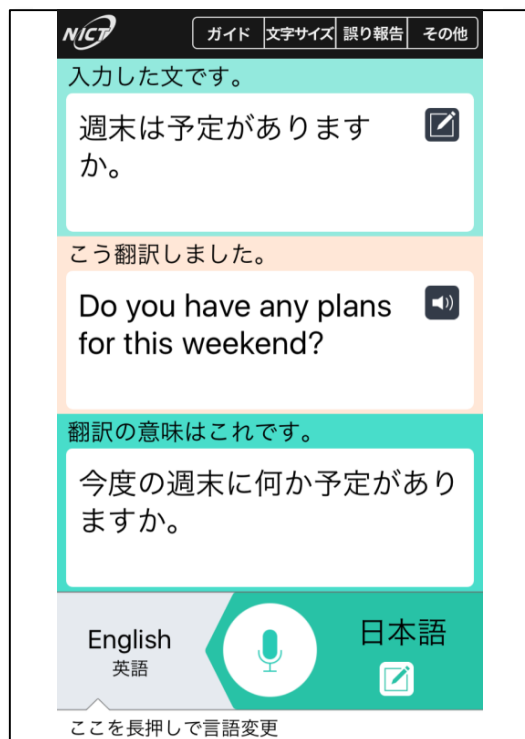 NICT ガイド 文字サイズ 誤り報告 その他
入力した文です。
週末は予定があります
か。
こう翻訳しました。
Do you have any plans
for this weekend?
翻訳の意味はこれです。
今度の週末に何か予定があり
ますか。
English
英語
日本語
ここを長押しで言語変更